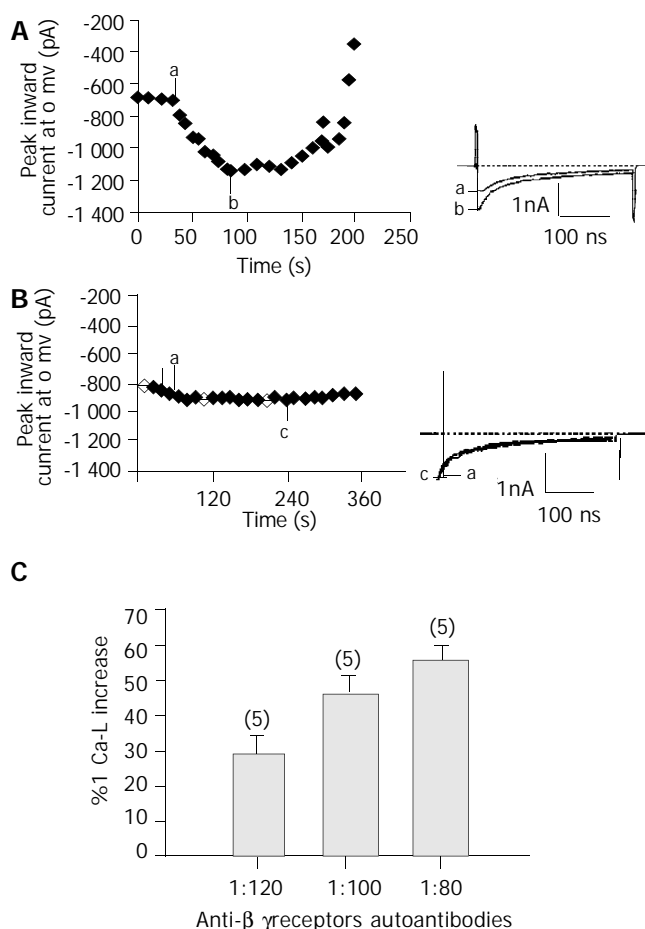 A
Peak inward
cunrent at o mv (pA)
-200
-400
-600
-800
-1 000
-1 200
-1 400
a
b
0 50 100 150 200 250
Time (s)
a
b
1nA
100 ns
B
Peak inward
cunrent at o mv (pA)
-200
-400
-600
-800
-1 000
-1 200
-1 400
a
c
120 240 360
Time (s)
c
a
1nA
100 ns
C
%1 Ca-L increase
70
60
50
40
30
20
10
0
(5)
(5)
(5)
1:120 1:100 1:80
Anti-β γreceptors autoantibodies